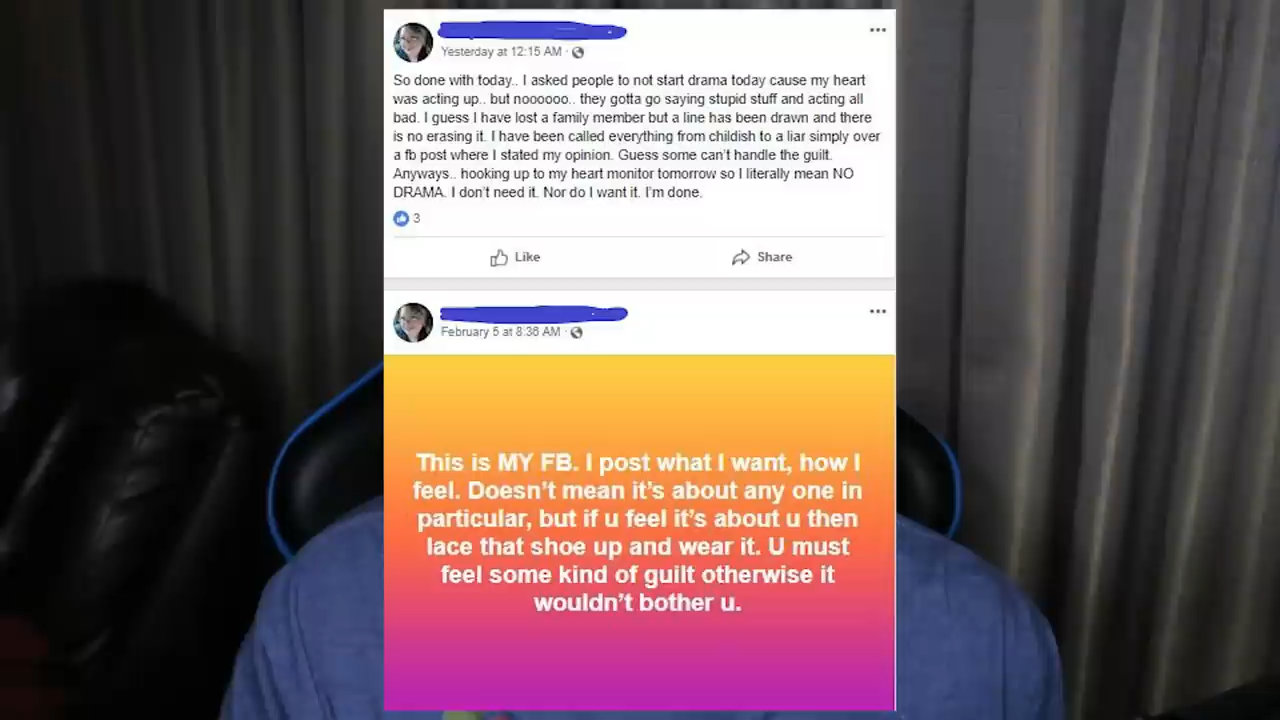 Yesterday at 12:15 AM ·
So done with today.. I asked people to not start drama today cause my heart
was acting up.. but noooooo.. they gotta go saying stupid stuff and acting all
bad. I guess I have lost a family member but a line has been drawn and there
is no erasing it. I have been called everything from childish to a liar simply over
a fb post where I stated my opinion. Guess some can't handle the guilt.
Anyways.. hooking up to my heart monitor tomorrow so I literally mean NO
DRAMA. I don't need it. Nor do I want it. I'm done.
3
Like Share
February 5 at 8:36 AM ·
This is MY FB. I post what I want, how I
feel. Doesn't mean it's about any one in
particular, but if u feel it's about u then
lace that shoe up and wear it. U must
feel some kind of guilt otherwise it
wouldn't bother u.